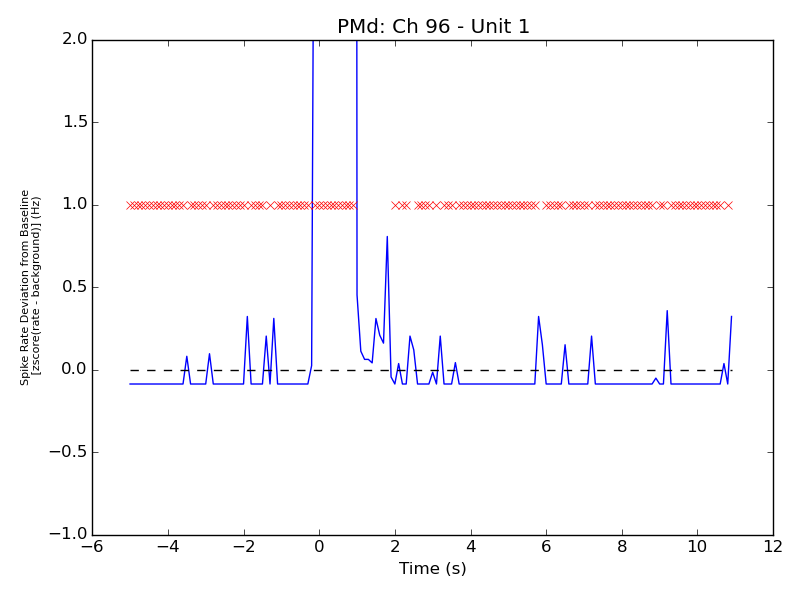 PMd: Ch 96 - Unit 1
2.0
1.5
1.0
0.5
0.0
−0.5
−1.0
Spike Rate Deviation from Baseline
[zscore(rate - background)] (Hz)
−6 −4 −2 0 2 4 6 8 10 12
Time (s)